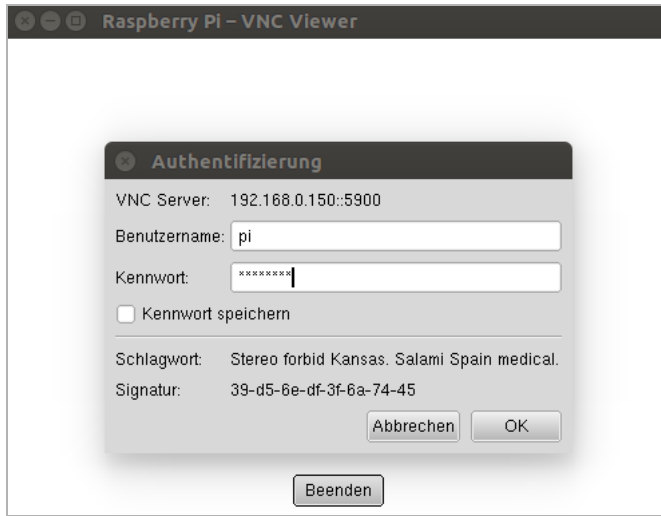 Raspberry Pi – VNC Viewer
Authentifizierung
VNC Server: 192.168.0.150::5900
Benutzername: pi
Kennwort: ********
Kennwort speichern
Schlagwort: Stereo forbid Kansas. Salami Spain medical.
Signatur: 39-d5-6e-df-3f-6a-74-45
Abbrechen OK
Beenden